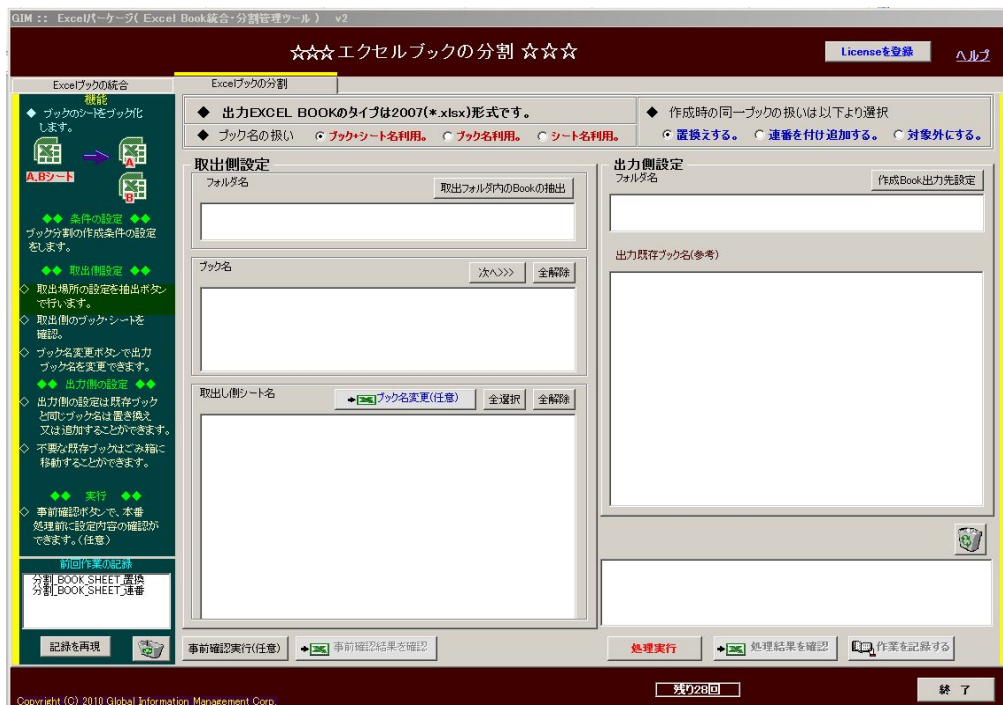 GIM :: Excelパーケージ( Excel Book統合・分割管理ツール ) v2
☆☆☆エクセルブックの分割 ☆☆☆
Licenseを登録
ヘルプ
Excelブックの統合
Excelブックの分割
機能
◆ ブックのシートをブック化
します。
A
A,Bシート
B
◆◆ 条件の設定 ◆◆
ブック分割の作成条件の設定
をします。
◆◆ 取出側設定 ◆◆
◇ 取出場所の設定を抽出ボタン
で行います。
◇ 取出側のブック・シートを
確認。
◇ ブック名変更ボタンで出力
ブック名を変更できます。
◆◆ 出力側の設定 ◆◆
◇ 出力側の設定は既存ブック
と同じブック名は置き換え
又は追加することができます。
◇ 不要な既存ブックはごみ箱に
移動することができます。
◆◆ 実行 ◆◆
◇ 事前確認ボタンで、本番
処理前に設定内容の確認が
できます。(任意)
前回作業の記録
分割_BOOK_SHEET_置換
分割_BOOK_SHEET_連番
記録を再現
◆ 出力EXCEL BOOKのタイプは2007(*.xlsx)形式です。
◆ ブック名の扱い ブック+シート名利用。 ブック名利用。 シート名利用。
◆ 作成時の同一ブックの扱いは以下より選択
置換えする。 連番を付け追加する。 対象外にする。
取出側設定
フォルダ名
取出フォルダ内のBookの抽出
ブック名
次へ>>>
全解除
取出し側シート名
ブック名変更(任意)
全選択
全解除
出力側設定
フォルダ名
作成Book出力先設定
出力既存ブック名(参考)
事前確認実行(任意)
事前確認結果を確認
処理実行
処理結果を確認
作業を記録する
残り28回
終 了
Copyright (C) 2010 Global Information Management Corp.